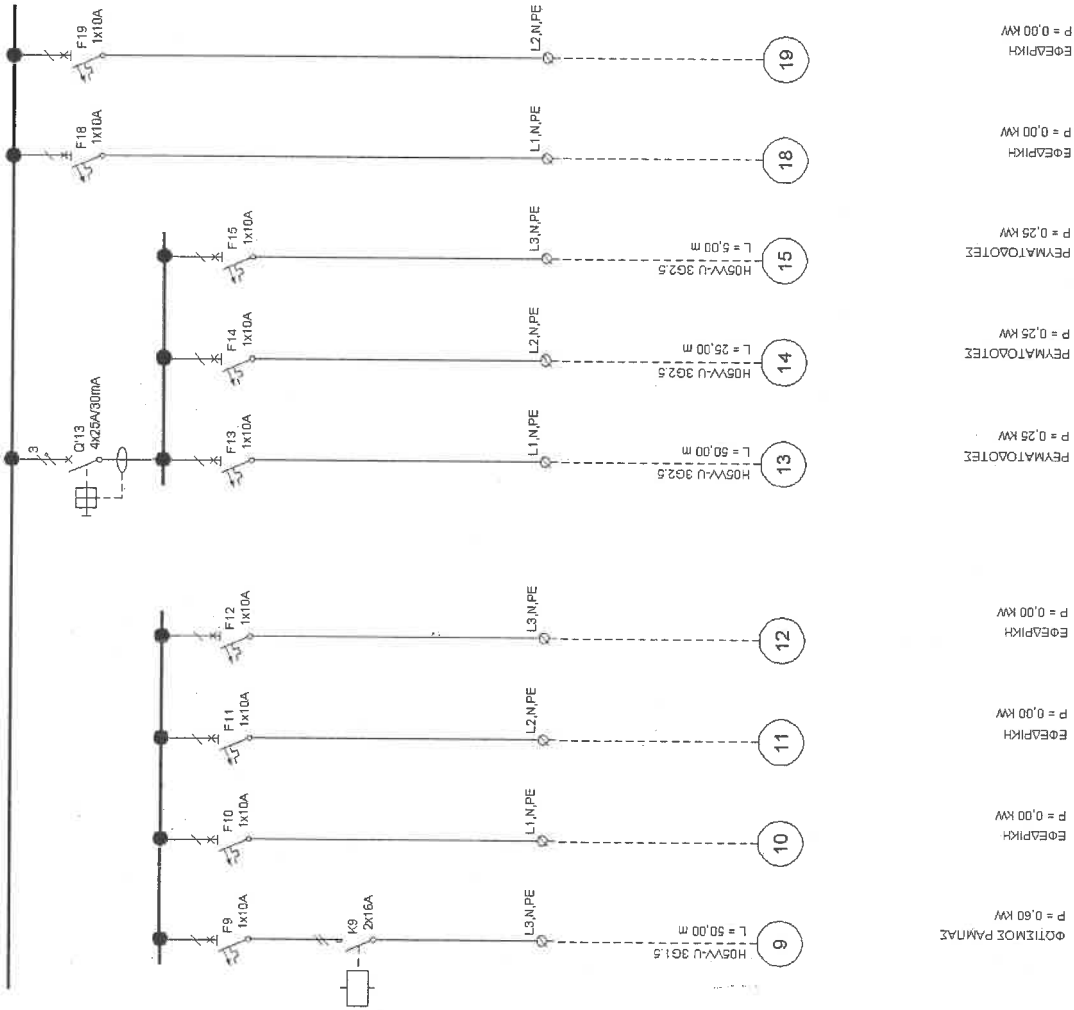 F19
1x10A
L2,N,PE
19
ΕΦΕΔΡΙΚΗ
P = 0,00 KW
F18
1x10A
L1,N,PE
18
ΕΦΕΔΡΙΚΗ
P = 0,00 KW
F15
1x10A
L3,N,PE
H05VV-U 3G2.5
L = 5,00 m
15
ΡΕΥΜΑΤΟΔΟΤΕΣ
P = 0,25 KW
F14
1x10A
L2,N,PE
H05VV-U 3G2.5
L = 25,00 m
14
ΡΕΥΜΑΤΟΔΟΤΕΣ
P = 0,25 KW
3
Q'13
4x25A/30mA
F13
1x10A
L1,N,PE
H05VV-U 3G2.5
L = 50,00 m
13
ΡΕΥΜΑΤΟΔΟΤΕΣ
P = 0,25 KW
F12
1x10A
L3,N,PE
12
ΕΦΕΔΡΙΚΗ
P = 0,00 KW
F11
1x10A
L2,N,PE
11
ΕΦΕΔΡΙΚΗ
P = 0,00 KW
F10
1x10A
L1,N,PE
10
ΕΦΕΔΡΙΚΗ
P = 0,00 KW
F9
1x10A
K9
2x16A
L3,N,PE
H05VV-U 3G1.5
L = 50,00 m
9
ΦΩΤΙΣΜΟΣ ΡΑΜΠΑΣ
P = 0,60 KW